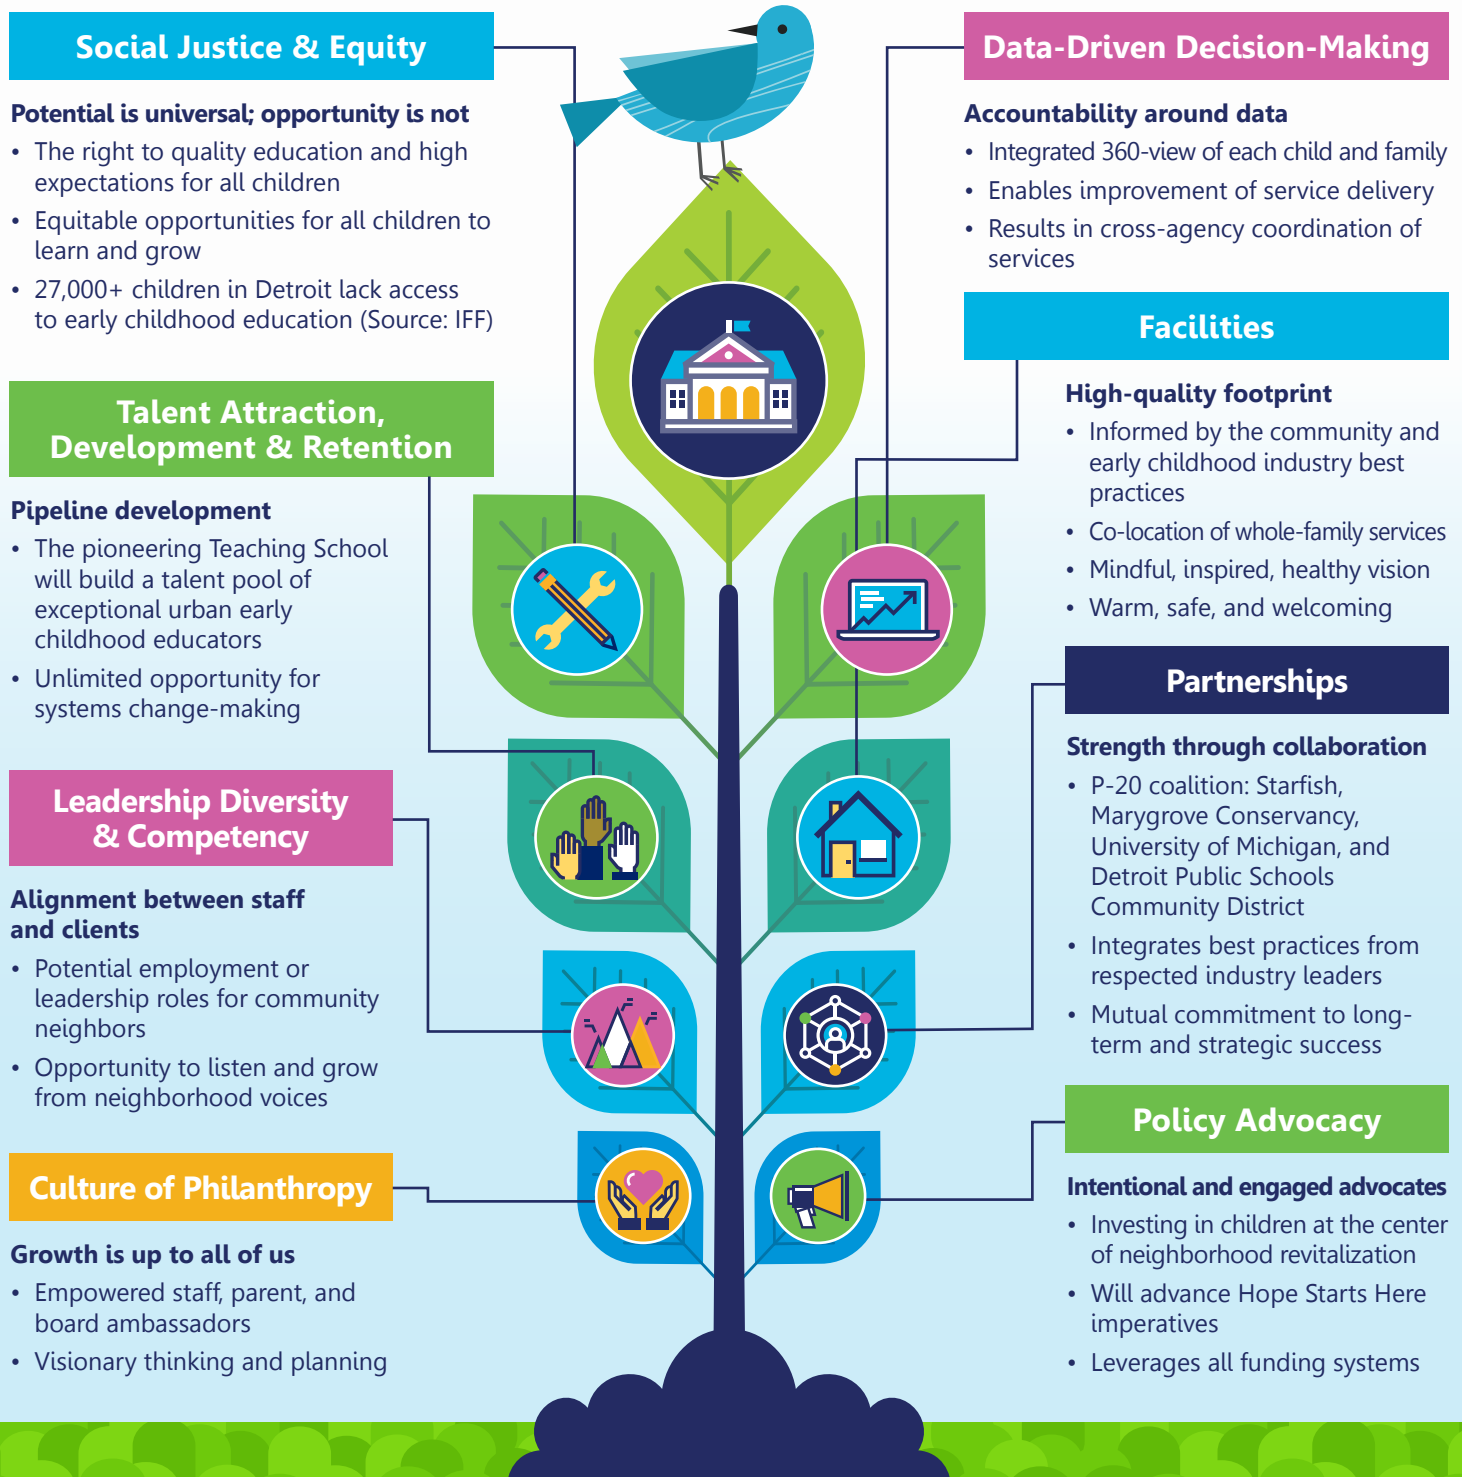 Social Justice & Equity
Potential is universal; opportunity is not
• The right to quality education and high
expectations for all children
• Equitable opportunities for all children to
learn and grow
• 27,000+ children in Detroit lack access
to early childhood education (Source: IFF)
Talent Attraction,
Development & Retention
Pipeline development
• The pioneering Teaching School
will build a talent pool of
exceptional urban early
childhood educators
• Unlimited opportunity for
systems change-making
Leadership Diversity
& Competency
Alignment between staff
and clients
• Potential employment or
leadership roles for community
neighbors
• Opportunity to listen and grow
from neighborhood voices
Culture of Philanthropy
Growth is up to all of us
• Empowered staff, parent, and
board ambassadors
• Visionary thinking and planning
Data-Driven Decision-Making
Accountability around data
• Integrated 360-view of each child and family
• Enables improvement of service delivery
• Results in cross-agency coordination of
services
Facilities
High-quality footprint
• Informed by the community and
early childhood industry best
practices
• Co-location of whole-family services
• Mindful, inspired, healthy vision
• Warm, safe, and welcoming
Partnerships
Strength through collaboration
• P-20 coalition: Starfish,
Marygrove Conservancy,
University of Michigan, and
Detroit Public Schools
Community District
• Integrates best practices from
respected industry leaders
• Mutual commitment to long-
term and strategic success
Policy Advocacy
Intentional and engaged advocates
• Investing in children at the center
of neighborhood revitalization
• Will advance Hope Starts Here
imperatives
• Leverages all funding systems